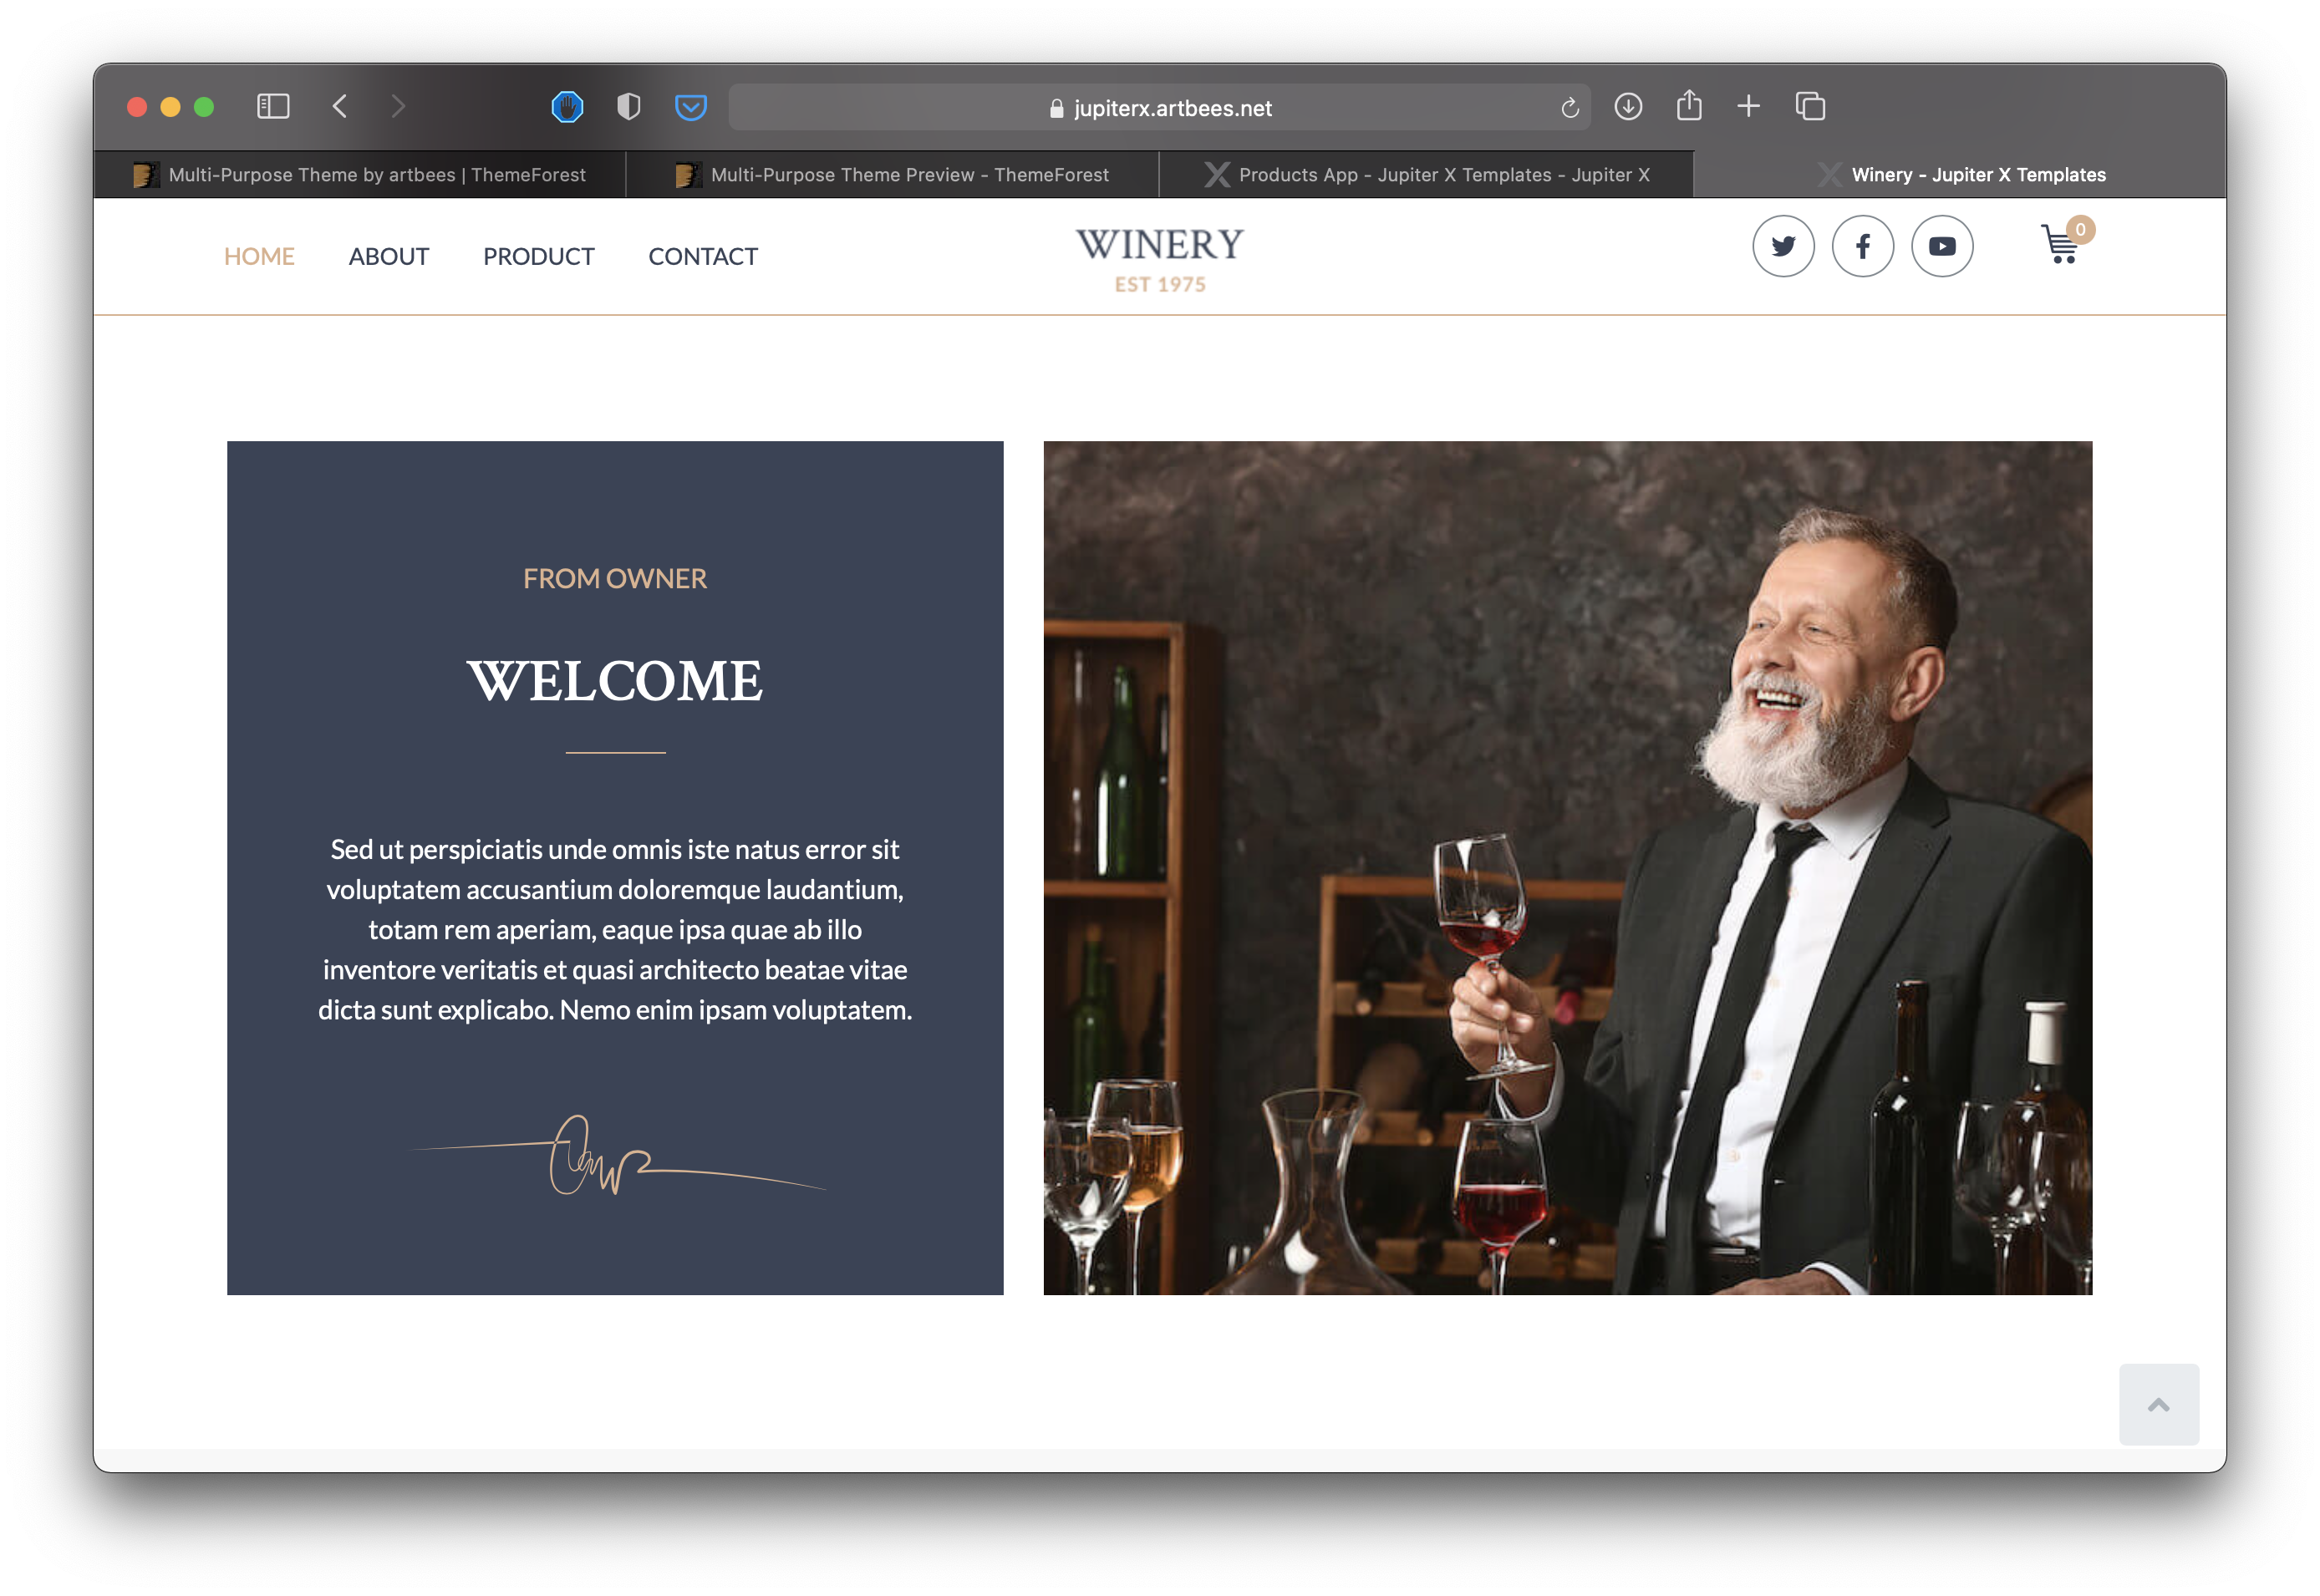 jupiterx.artbees.net
Multi-Purpose Theme by artbees | ThemeForest
Multi-Purpose Theme Preview - ThemeForest
Products App - Jupiter X Templates - Jupiter X
Winery - Jupiter X Templates
HOME
ABOUT
PRODUCT
CONTACT
WINERY
EST 1975
0
FROM OWNER
WELCOME
Sed ut perspiciatis unde omnis iste natus error sit
voluptatem accusantium doloremque laudantium,
totam rem aperiam, eaque ipsa quae ab illo
inventore veritatis et quasi architecto beatae vitae
dicta sunt explicabo. Nemo enim ipsam voluptatem.